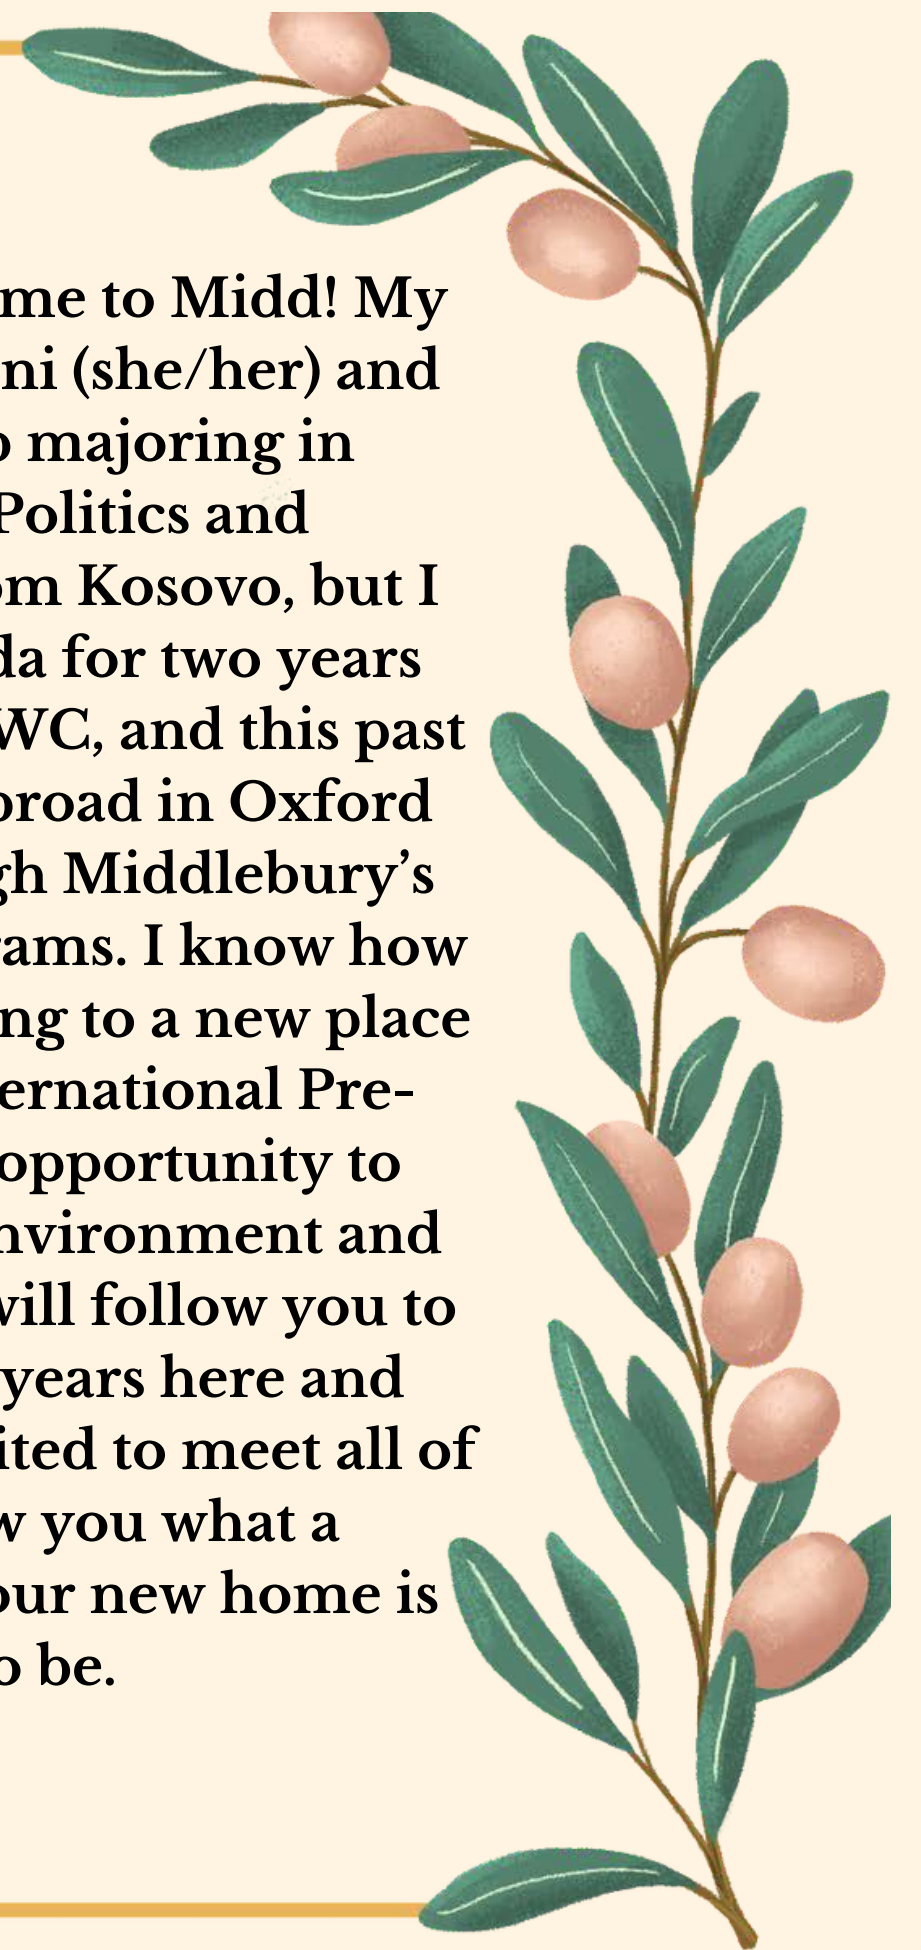 me to Midd! My
ni (she/her) and
o majoring in
Politics and
om Kosovo, but I
da for two years
WC, and this past
broad in Oxford
gh Middlebury’s
rams. I know how
ng to a new place
ernational Pre-
opportunity to
nvironment and
will follow you to
years here and
ited to meet all of
w you what a
our new home is
o be.